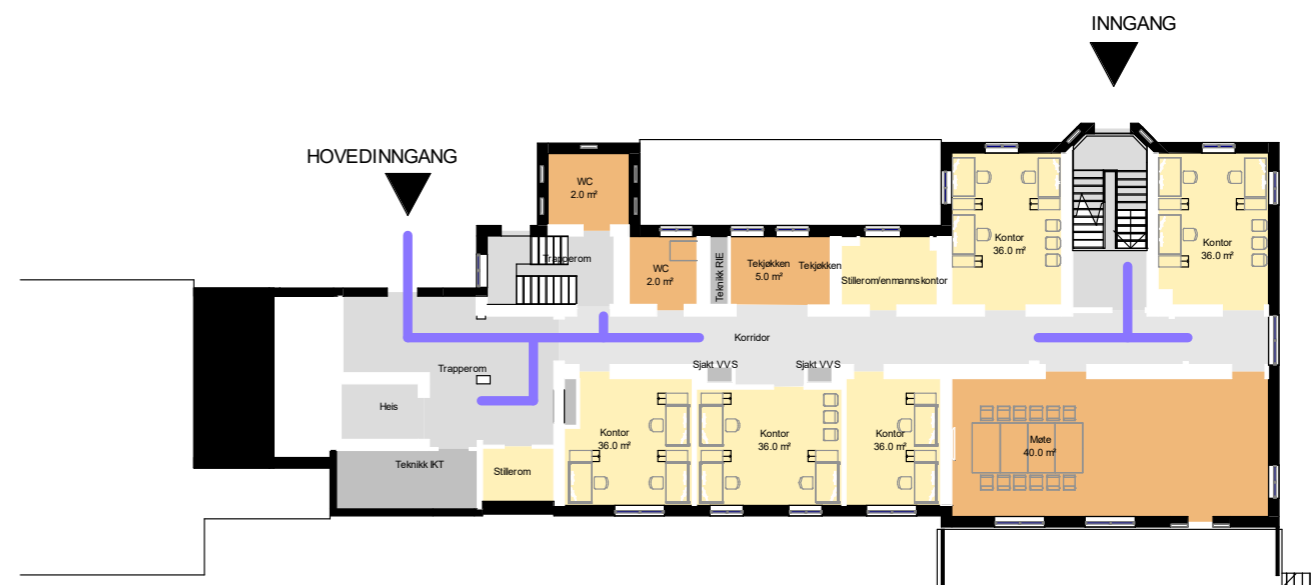 INNGANG
HOVEDINNGANG
WC
2.0 m²
Trapperom
WC
2.0 m²
Teknikk RIE
Tekjøkken
5.0 m²
Tekjøkken
Stillerom/enmannskontor
Kontor
36.0 m²
Kontor
36.0 m²
Korridor
Trapperom
Sjakt VVS
Sjakt VVS
Heis
Kontor
36.0 m²
Kontor
36.0 m²
Kontor
36.0 m²
Møte
40.0 m²
Teknikk IKT
Stillerom